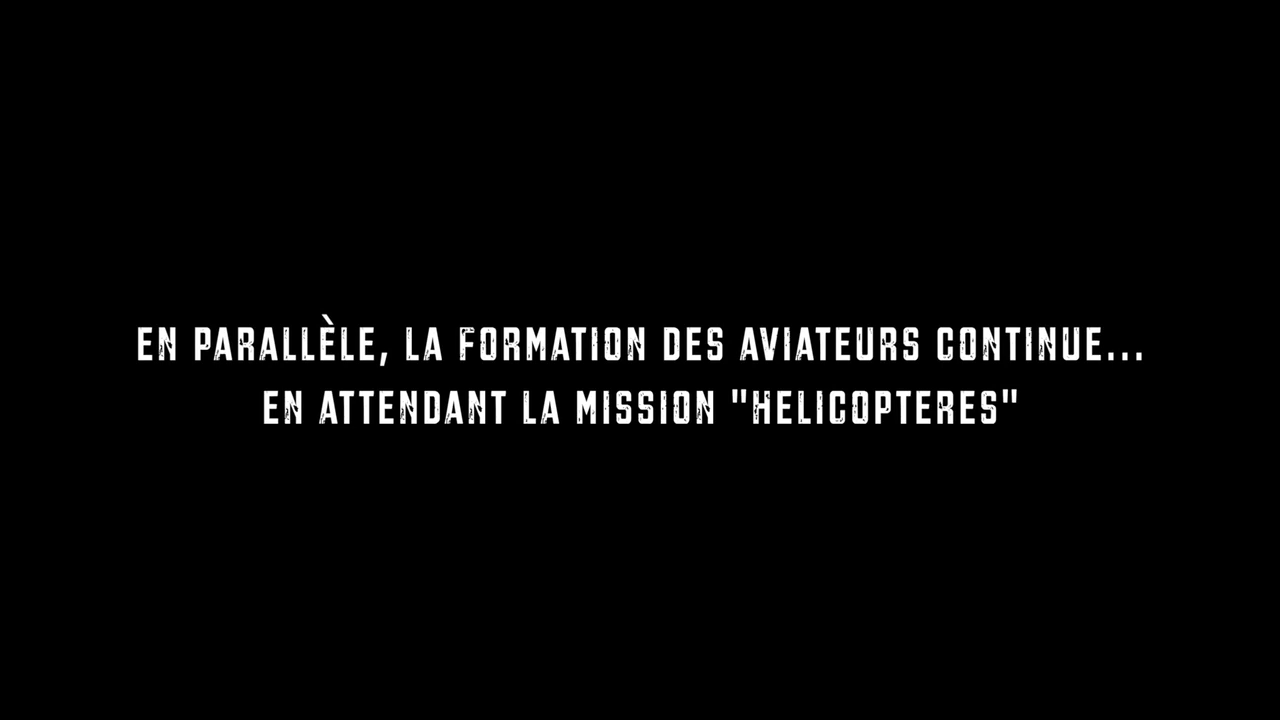 EN PARALLÈLE, LA FORMATION DES AVIATEURS CONTINUE...
EN ATTENDANT LA MISSION "HELICOPTERES"